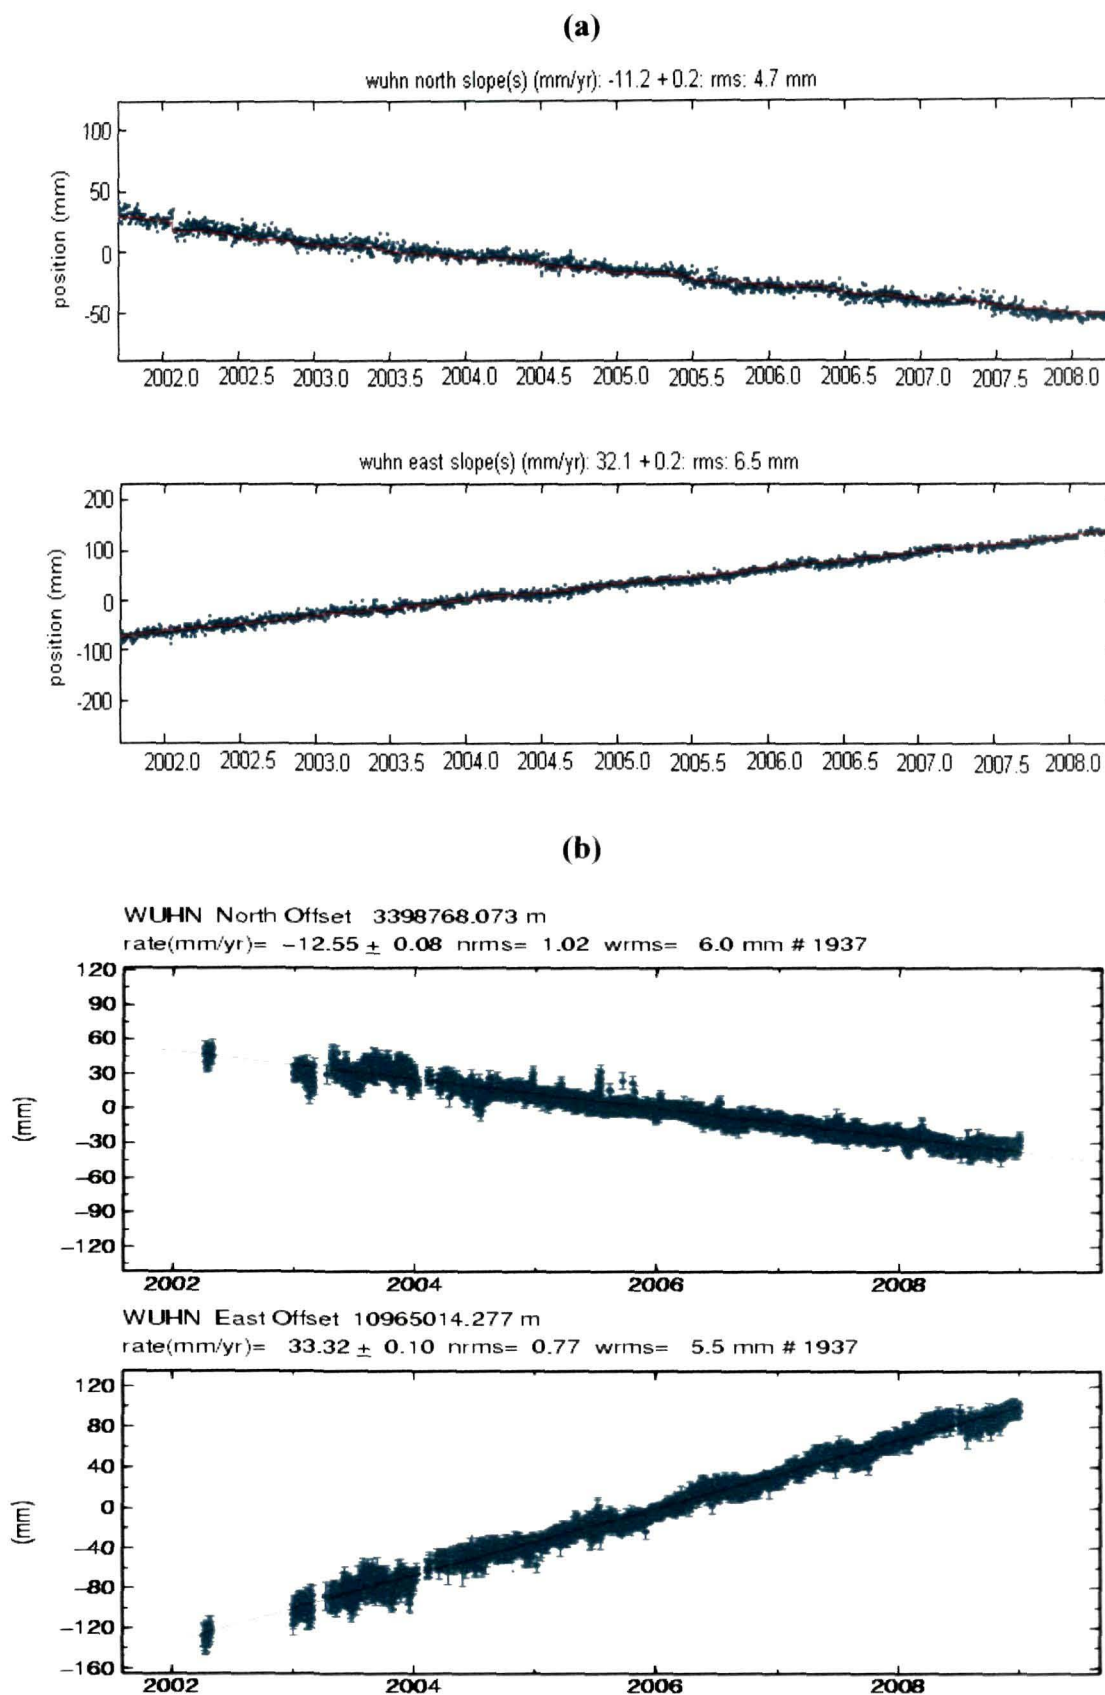 (a)
wuhn north slope(s) (mm/yr): -11.2 + 0.2: rms: 4.7 mm
position (mm)
100
50
0
-50
2002.0 2002.5 2003.0 2003.5 2004.0 2004.5 2005.0 2005.5 2006.0 2006.5 2007.0 2007.5 2008.0
wuhn east slope(s) (mm/yr): 32.1 + 0.2: rms: 6.5 mm
position (mm)
200
100
0
-100
-200
2002.0 2002.5 2003.0 2003.5 2004.0 2004.5 2005.0 2005.5 2006.0 2006.5 2007.0 2007.5 2008.0
(b)
WUHN North Offset 3398768.073 m
rate(mm/yr)= −12.55 ± 0.08 nrms= 1.02 wrms= 6.0 mm # 1937
(mm)
120
90
60
30
0
−30
−60
−90
−120
2002 2004 2006 2008
WUHN East Offset 10965014.277 m
rate(mm/yr)= 33.32 ± 0.10 nrms= 0.77 wrms= 5.5 mm # 1937
(mm)
120
80
40
0
−40
−80
−120
−160
2002 2004 2006 2008